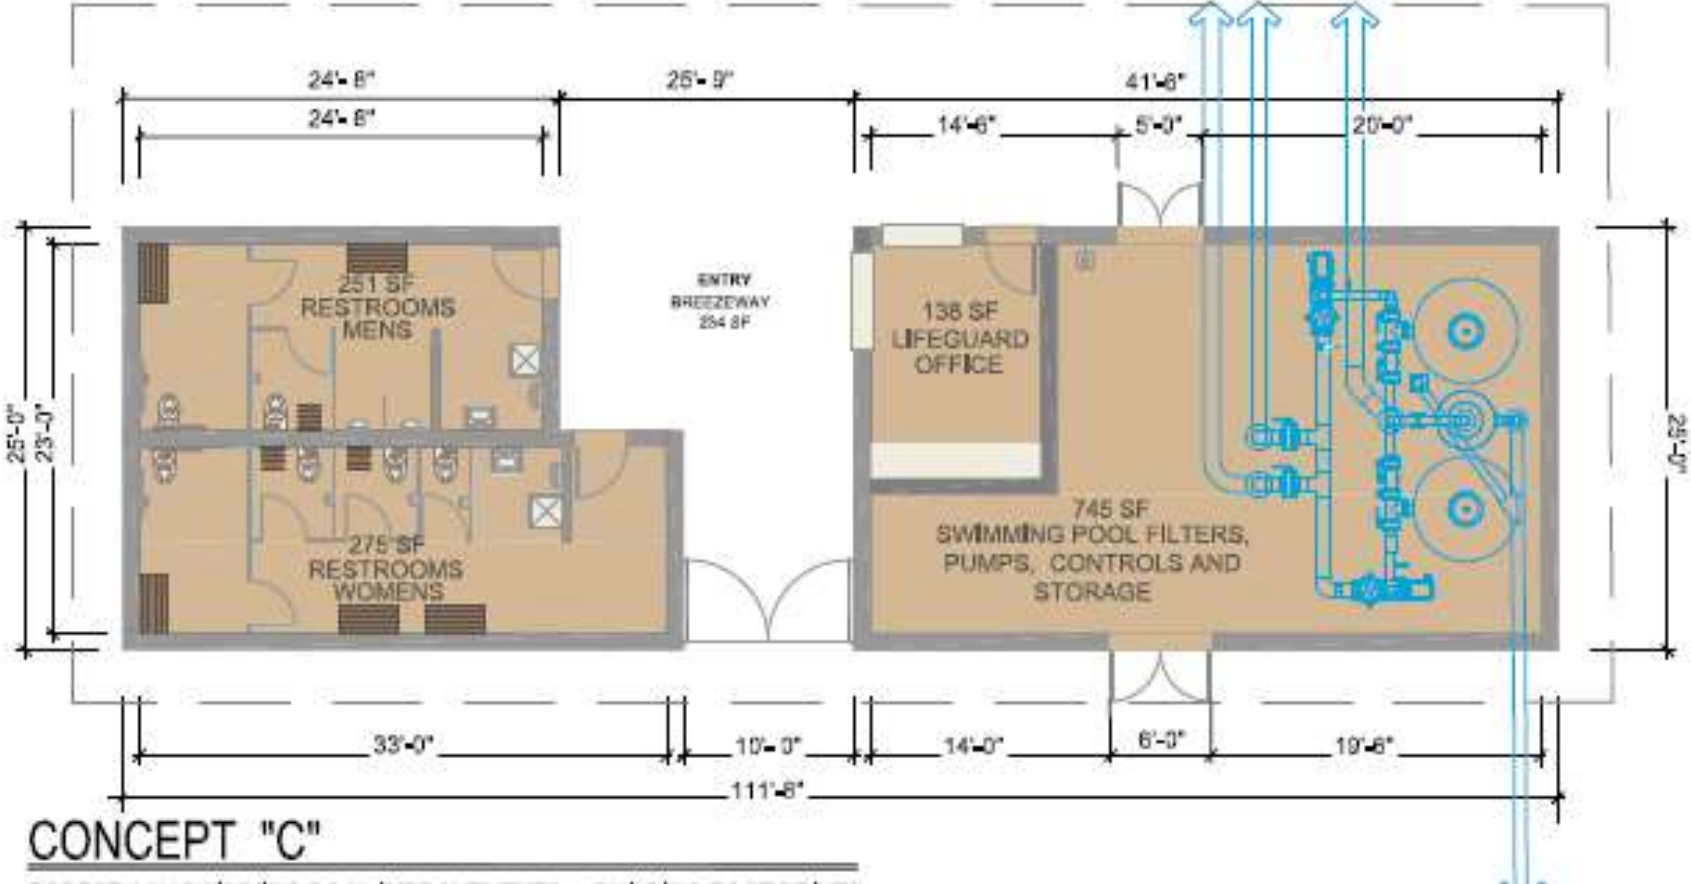 24'-8"
25'-9"
41'-6"
24'-8"
14'-6"
5'-0"
20'-0"
25'-0"
23'-0"
25'-0"
251 SF
RESTROOMS
MENS
ENTRY
BREEZEWAY
234 SF
138 SF
LIFEGUARD
OFFICE
275 SF
RESTROOMS
WOMENS
745 SF
SWIMMING POOL FILTERS,
PUMPS, CONTROLS AND
STORAGE
33'-0"
10'-0"
14'-0"
6'-0"
19'-6"
111'-8"
CONCEPT "C"